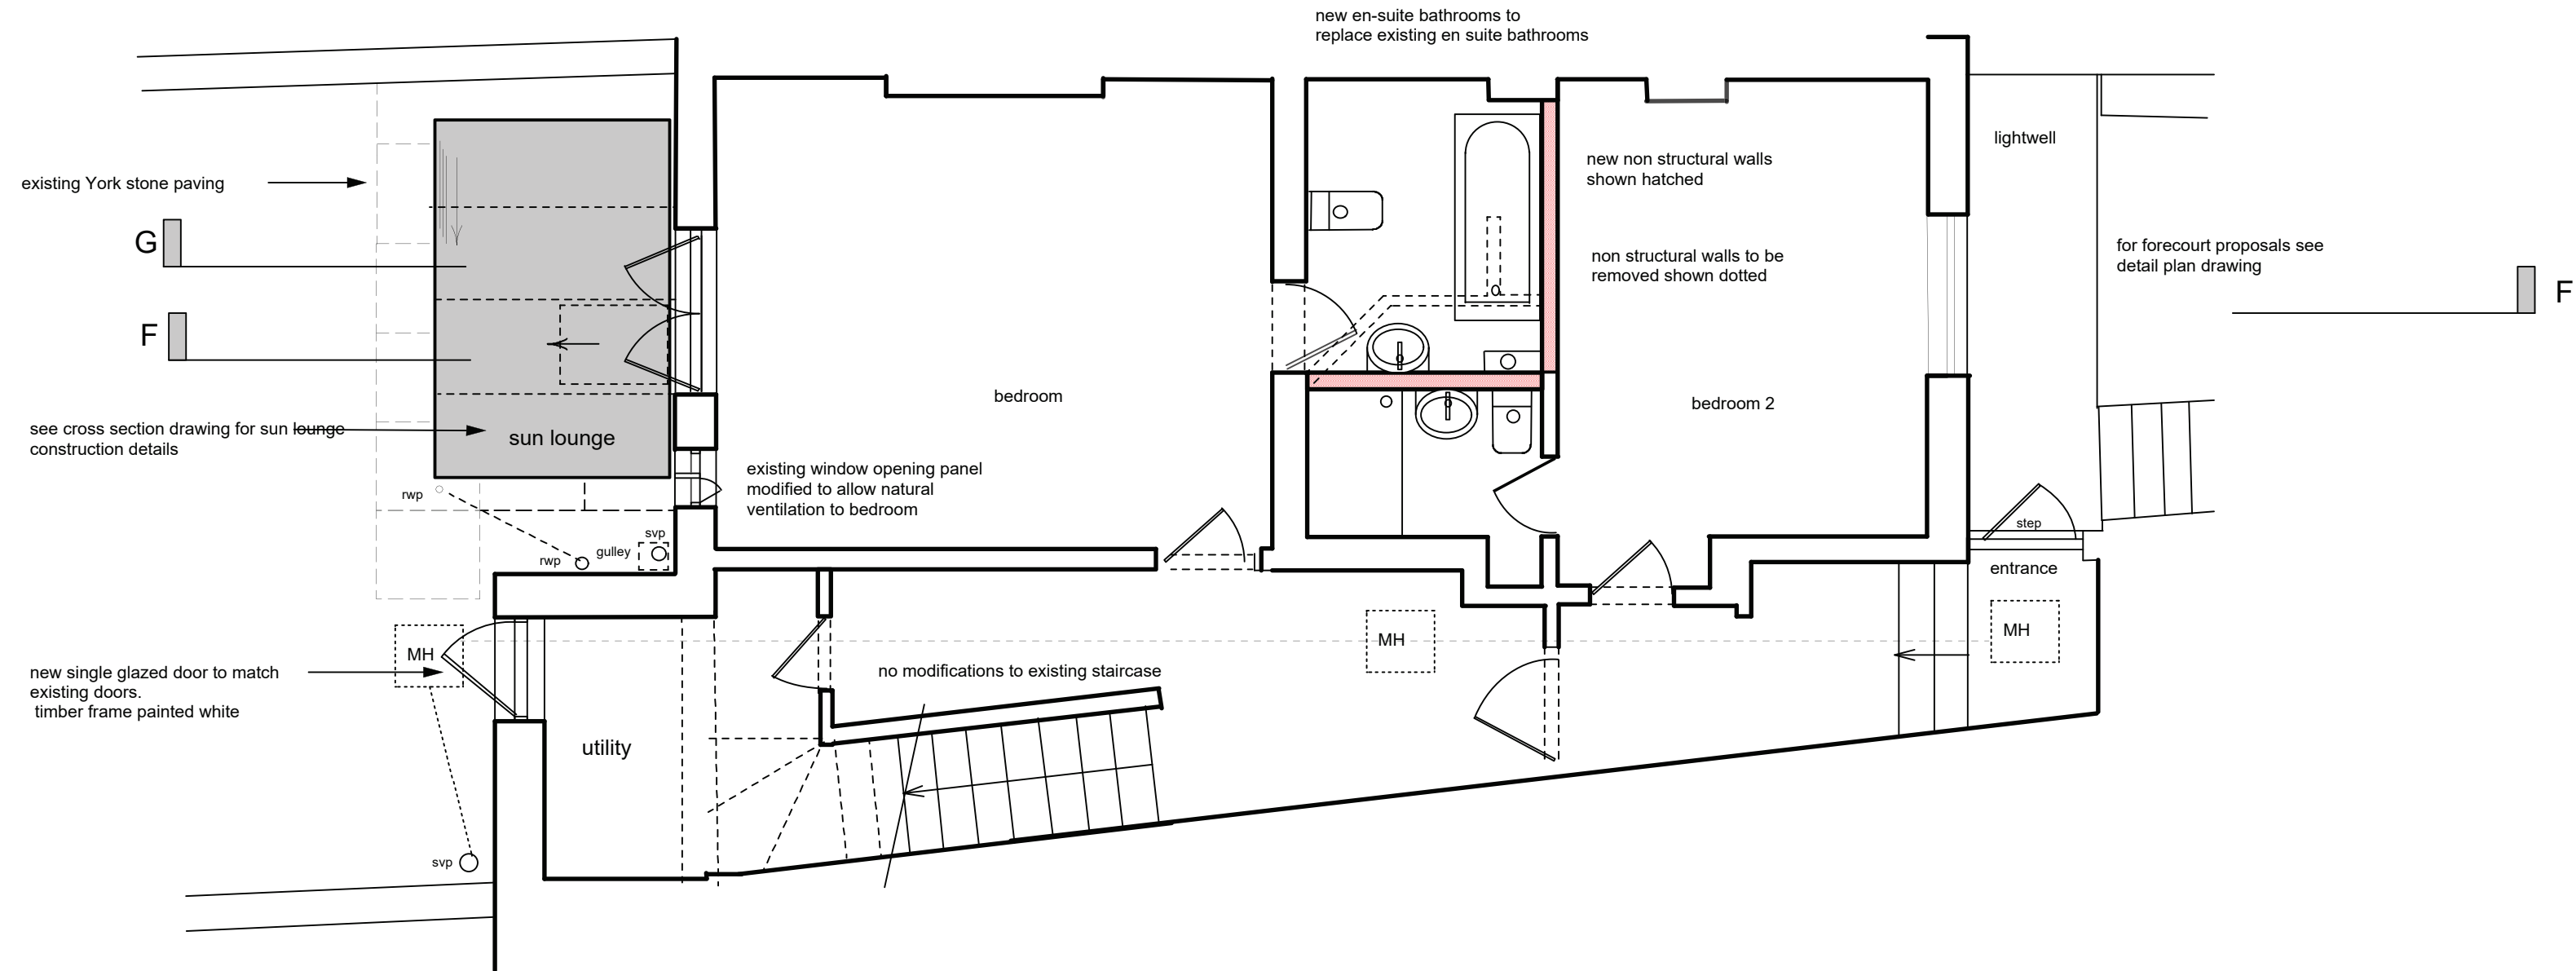 new en-suite bathrooms to
replace existing en suite bathrooms
lightwell
new non structural walls
shown hatched
existing York stone paving
G
non structural walls to be
removed shown dotted
for forecourt proposals see
detail plan drawing
F
F
bedroom
bedroom 2
see cross section drawing for sun lounge
construction details
sun lounge
existing window opening panel
modified to allow natural
ventilation to bedroom
rwp
svp
gulley
rwp
step
entrance
MH
MH
MH
new single glazed door to match
existing doors.
timber frame painted white
no modifications to existing staircase
utility
svp